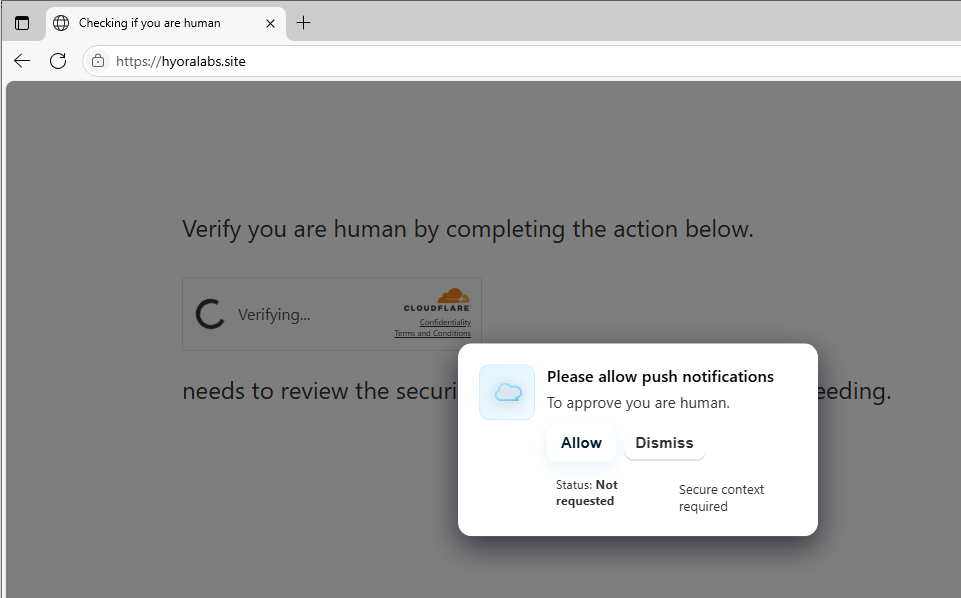 Checking if you are human
https://hyoralabs.site
Verify you are human by completing the action below.
Verifying...
CLOUDFLARE
Confidentiality
Terms and Conditions
needs to review the securi
eeding.
Please allow push notifications
To approve you are human.
Allow Dismiss
Status: Not
requested
Secure context
required